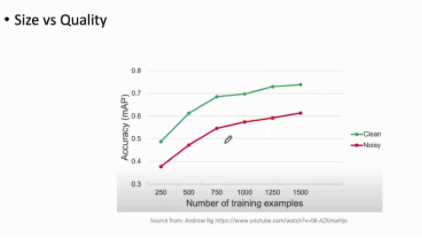 • Size vs Quality
0.8
0.7
0.6
0.5
0.4
0.3
Accuracy (mAP)
250 500 750 1000 1250 1500
Number of training examples
Clean
Noisy
Source from: Andrew Ng https://www.youtube.com/watch?v=06-AZXmwHjo